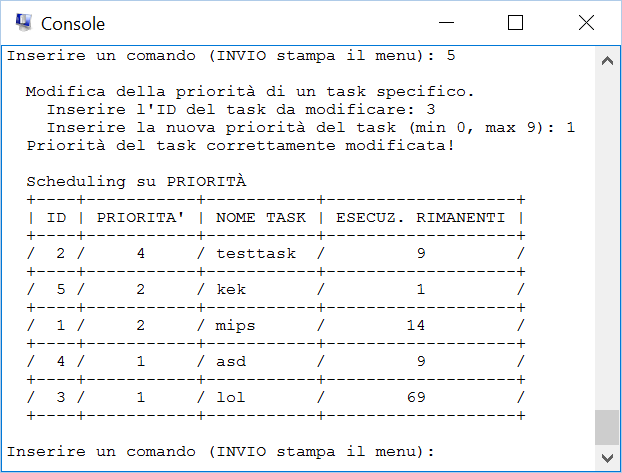 Console
Inserire un comando (INVIO stampa il menu): 5
Modifica della priorità di un task specifico.
Inserire l'ID del task da modificare: 3
Inserire la nuova priorità del task (min 0, max 9): 1
Priorità del task correttamente modificata!
Scheduling su PRIORITÀ
+----+-----------+-----------+-------------------+
| ID | PRIORITA' | NOME TASK | ESECUZ. RIMANENTI |
+----+-----------+-----------+-------------------+
/  2 /     4     / testtask  /         9         /
+----+-----------+-----------+-------------------+
/  5 /     2     / kek       /         1         /
+----+-----------+-----------+-------------------+
/  1 /     2     / mips      /        14         /
+----+-----------+-----------+-------------------+
/  4 /     1     / asd       /         9         /
+----+-----------+-----------+-------------------+
/  3 /     1     / lol       /        69         /
+----+-----------+-----------+-------------------+
Inserire un comando (INVIO stampa il menu):